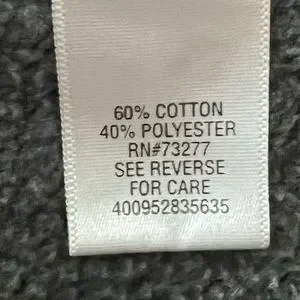 60% COTTON
40% POLYESTER
RN#73277
SEE REVERSE
FOR CARE
400952835635